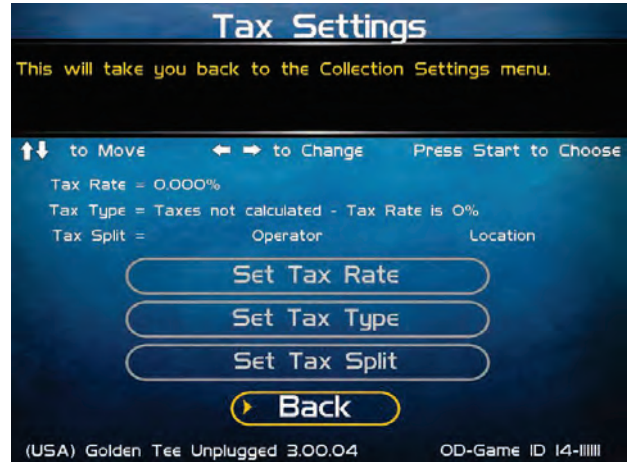 Tax Settings
This will take you back to the Collection Settings menu.
to Move to Change Press Start to Choose
Tax Rate = 0.000%
Tax Type = Taxes not calculated - Tax Rate is 0%
Tax Split = Operator Location
Set Tax Rate
Set Tax Type
Set Tax Split
Back
(USA) Golden Tee Unplugged 3.00.04 OD-Game ID 14-111111